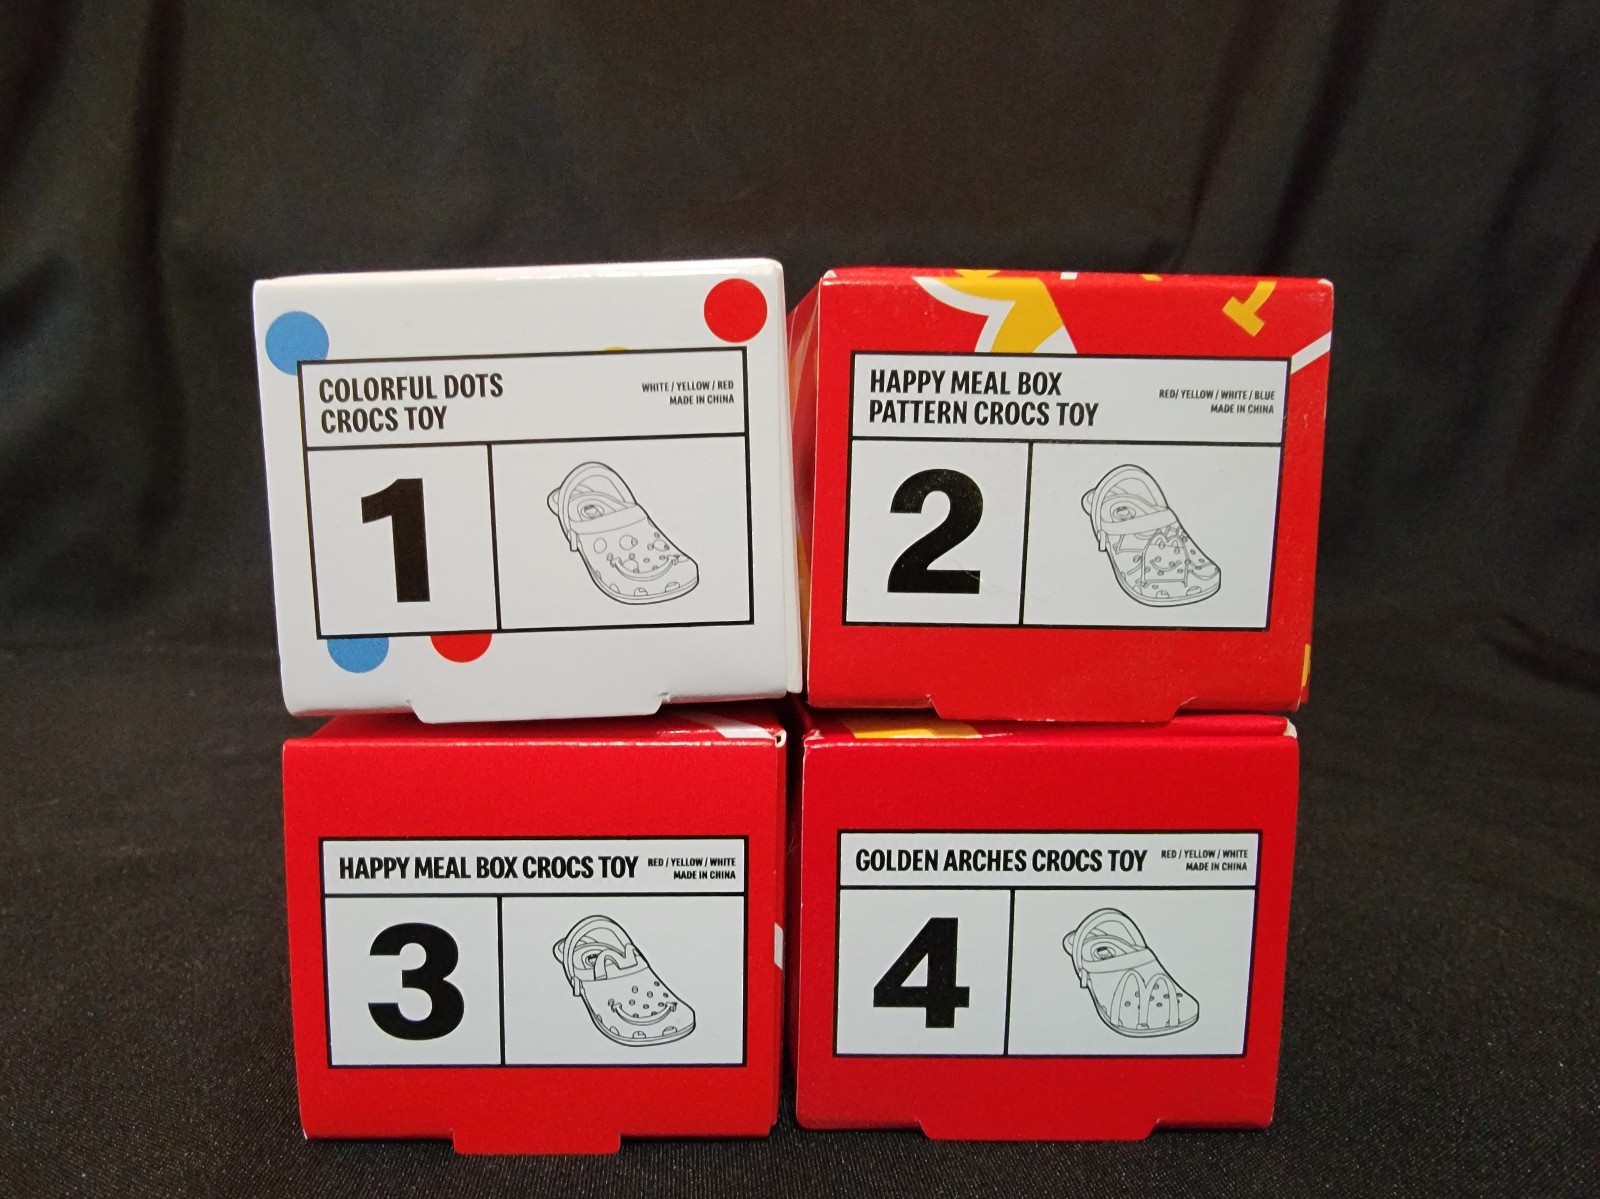 COLORFUL DOTS
CROCS TOY
WHITE / YELLOW / RED
MADE IN CHINA
1
HAPPY MEAL BOX
PATTERN CROCS TOY
RED/ YELLOW / WHITE / BLUE
MADE IN CHINA
2
HAPPY MEAL BOX CROCS TOY
RED / YELLOW / WHITE
MADE IN CHINA
3
GOLDEN ARCHES CROCS TOY
RED / YELLOW / WHITE
MADE IN CHINA
4